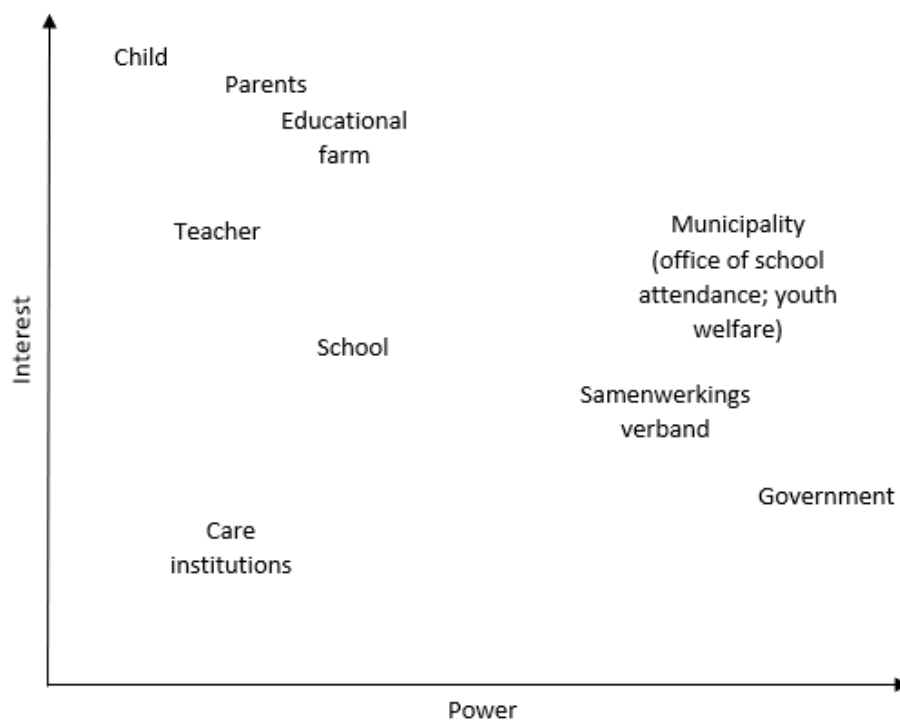 Child
Parents
Educational
farm
Teacher
Municipality
(office of school
attendance; youth
welfare)
Interest
School
Samenwerkings
verband
Government
Care
institutions
Power